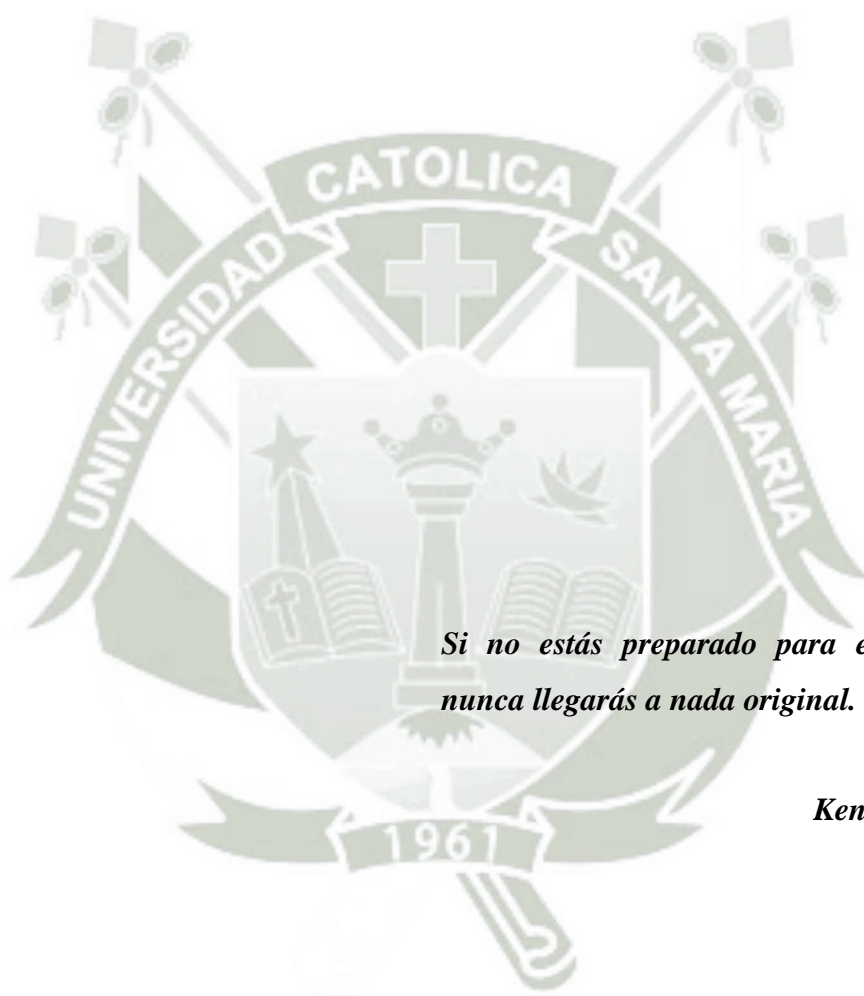 CATOLICA
UNIVERSIDAD
SANTA MARIA
Si no estás preparado para e
nunca llegarás a nada original.
Ken
1961